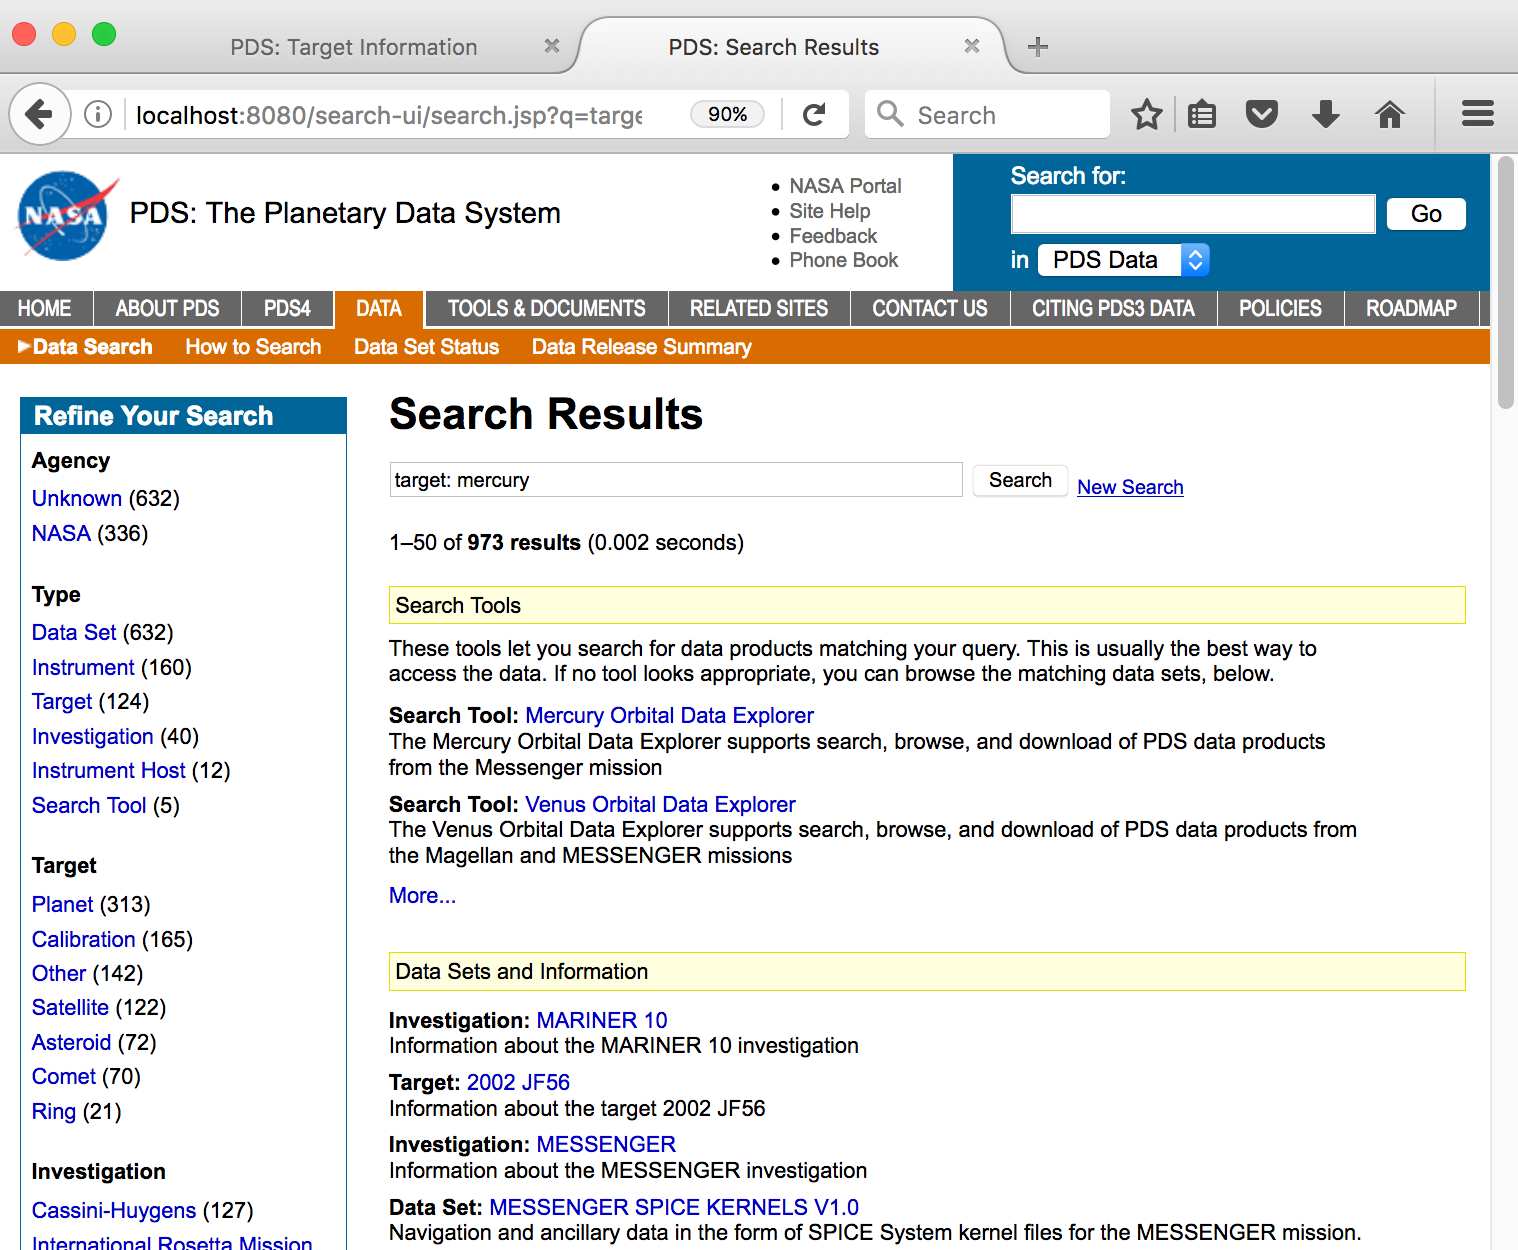 PDS: Target Information
PDS: Search Results
localhost:8080/search-ui/search.jsp?q=targe
90%
Search
NASA
PDS: The Planetary Data System
NASA Portal
Site Help
Feedback
Phone Book
Search for:
Go
in PDS Data
HOME ABOUT PDS PDS4 DATA TOOLS & DOCUMENTS RELATED SITES CONTACT US CITING PDS3 DATA POLICIES ROADMAP
Data Search How to Search Data Set Status Data Release Summary
Refine Your Search
Agency
Unknown (632)
NASA (336)
Type
Data Set (632)
Instrument (160)
Target (124)
Investigation (40)
Instrument Host (12)
Search Tool (5)
Target
Planet (313)
Calibration (165)
Other (142)
Satellite (122)
Asteroid (72)
Comet (70)
Ring (21)
Investigation
Cassini-Huygens (127)
International Rosetta Mission
Search Results
target: mercury
Search
New Search
1–50 of 973 results (0.002 seconds)
Search Tools
These tools let you search for data products matching your query. This is usually the best way to
access the data. If no tool looks appropriate, you can browse the matching data sets, below.
Search Tool: Mercury Orbital Data Explorer
The Mercury Orbital Data Explorer supports search, browse, and download of PDS data products
from the Messenger mission
Search Tool: Venus Orbital Data Explorer
The Venus Orbital Data Explorer supports search, browse, and download of PDS data products from
the Magellan and MESSENGER missions
More...
Data Sets and Information
Investigation: MARINER 10
Information about the MARINER 10 investigation
Target: 2002 JF56
Information about the target 2002 JF56
Investigation: MESSENGER
Information about the MESSENGER investigation
Data Set: MESSENGER SPICE KERNELS V1.0
Navigation and ancillary data in the form of SPICE System kernel files for the MESSENGER mission.